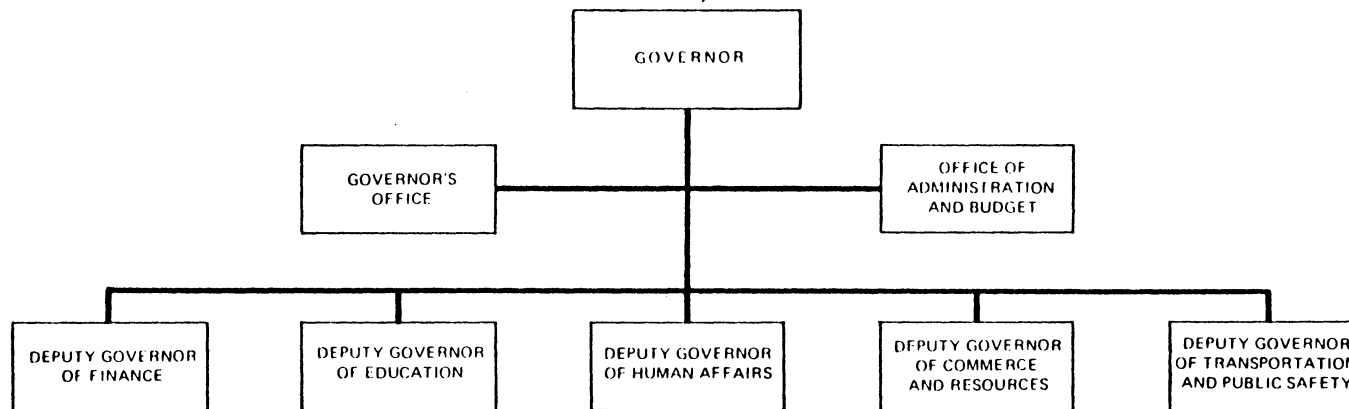 GOVERNOR
GOVERNOR'S
OFFICE
OFFICE OF
ADMINISTRATION
AND BUDGET
DEPUTY GOVERNOR
OF FINANCE
DEPUTY GOVERNOR
OF EDUCATION
DEPUTY GOVERNOR
OF HUMAN AFFAIRS
DEPUTY GOVERNOR
OF COMMERCE
AND RESOURCES
DEPUTY GOVERNOR
OF TRANSPORTATION
AND PUBLIC SAFETY